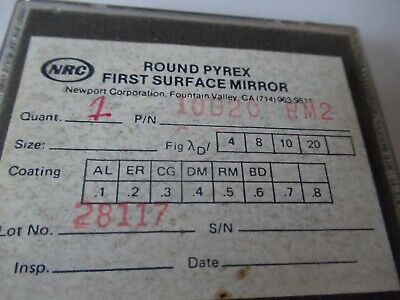 NRC
ROUND PYREX
FIRST SURFACE MIRROR
Newport Corporation, Fountain Valley, CA (714) 963-9811
Quant. 1 P/N 10D20 RM2
Size: Fig λD/ 4 8 10 20
Coating AL ER CG DM RM BD
.1 .2 .3 .4 .5 .6 .7 .8
Lot No. 28117 S/N
Insp. Date